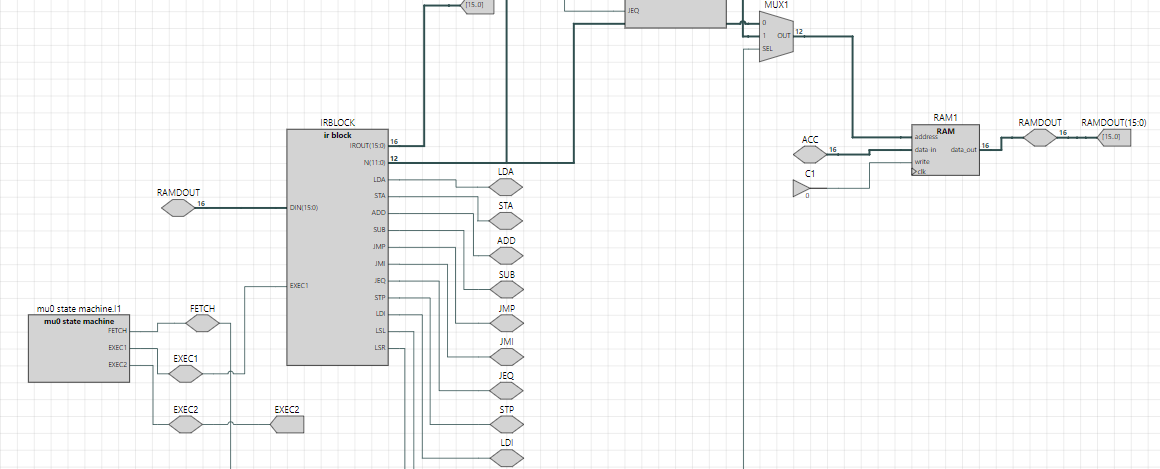 [15..0]
JEQ
MUX1
0
1
OUT
12
SEL
IRBLOCK
ir block
IROUT(15:0)
16
N(11:0)
12
LDA
STA
ADD
SUB
JMP
JMI
JEQ
STP
LDI
LSL
LSR
DIN(15:0)
EXEC1
RAMDOUT
16
mu0 state machine.I1
mu0 state machine
FETCH
EXEC1
EXEC2
FETCH
EXEC1
EXEC2
EXEC2
LDA
STA
ADD
SUB
JMP
JMI
JEQ
STP
LDI
ACC
16
C1
0
RAM1
RAM
address
data in
data_out
write
clk
16
RAMDOUT
16
RAMDOUT(15:0)
[15..0]